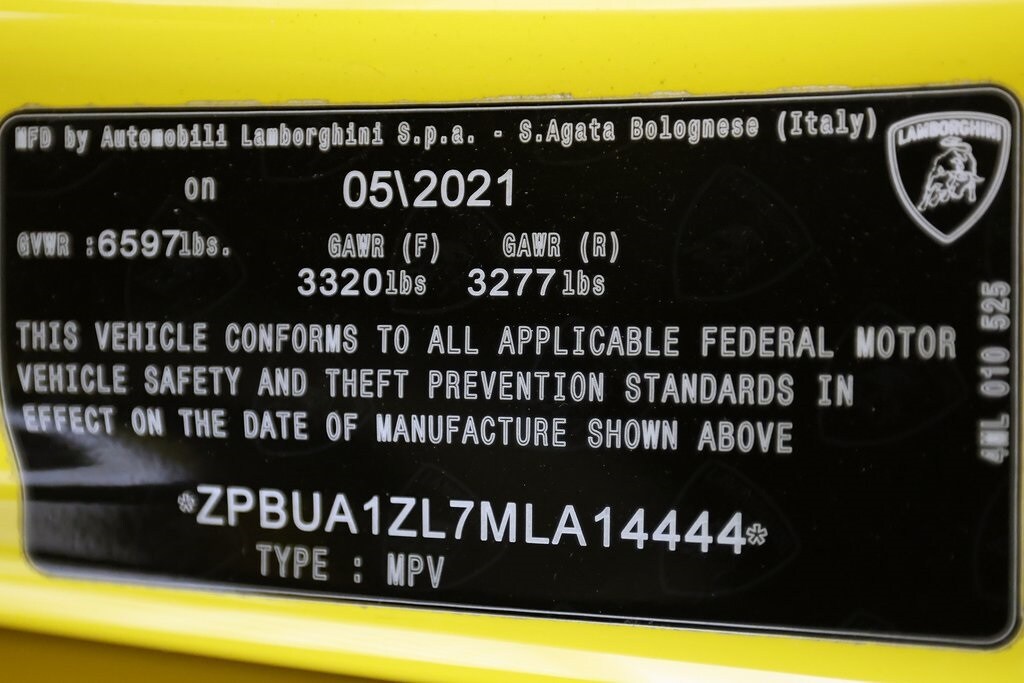 MFD by Automobili Lamborghini S.p.a. - S.Agata Bolognese (Italy)
LAMBORGHINI
on 05\2021
GVWR :6597lbs. GAWR (F) GAWR (R)
3320lbs 3277lbs
THIS VEHICLE CONFORMS TO ALL APPLICABLE FEDERAL MOTOR
VEHICLE SAFETY AND THEFT PREVENTION STANDARDS IN
EFFECT ON THE DATE OF MANUFACTURE SHOWN ABOVE
*ZPBUA1ZL7MLA14444*
TYPE : MPV
4ML 010 525